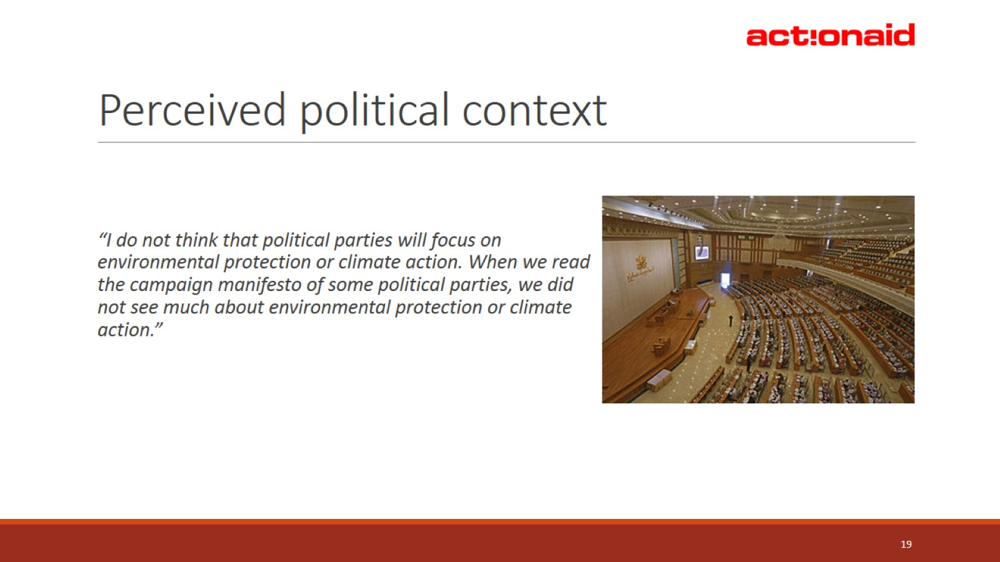 act!onaid
Perceived political context
“I do not think that political parties will focus on
environmental protection or climate action. When we read
the campaign manifesto of some political parties, we did
not see much about environmental protection or climate
action.”
19